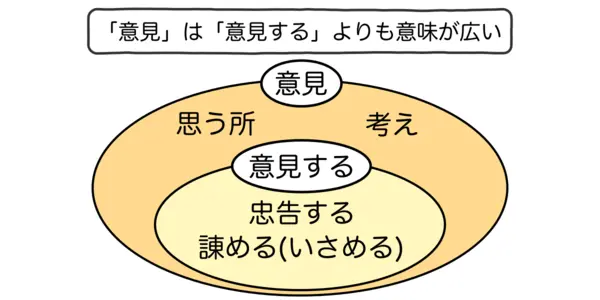 「意見」は「意見する」よりも意味が広い
意見
思う所 考え
意見する
忠告する
諌める(いさめる)